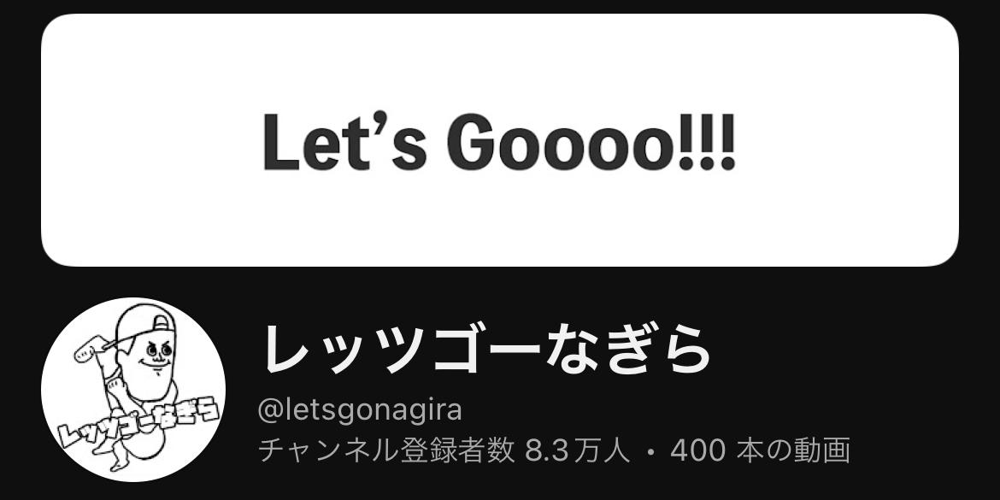 Let’s Goooo!!!
レッツゴーなぎら
レッツゴーなぎら
@letsgonagira
チャンネル登録者数 8.3万人・400 本の動画